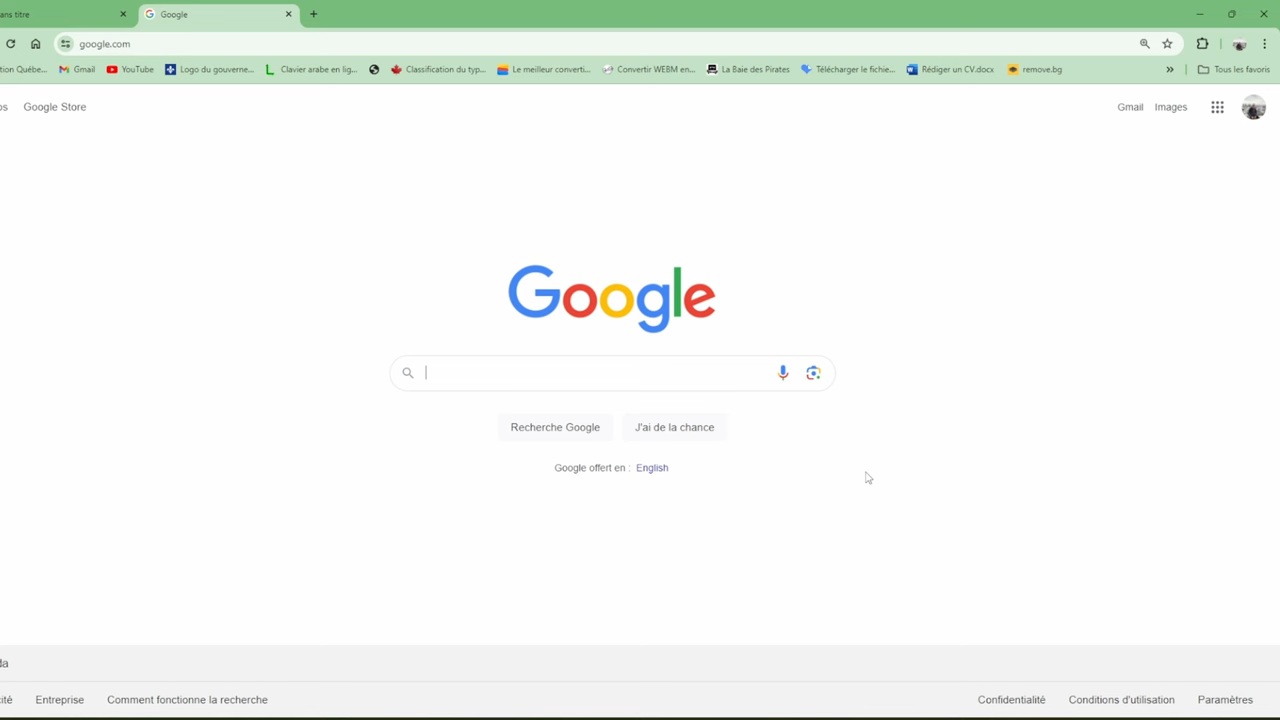 ans titre
Google
google.com
tion Québe...
Gmail
YouTube
Logo du gouverne...
Clavier arabe en lig...
Classification du typ...
Le meilleur converti...
Convertir WEBM en...
La Baie des Pirates
Télécharger le fichie...
Rédiger un CV.docx
remove.bg
»
Tous les favoris
os
Google Store
Gmail
Images
Google
Recherche Google
J'ai de la chance
Google offert en : English
da
cité
Entreprise
Comment fonctionne la recherche
Confidentialité
Conditions d'utilisation
Paramètres